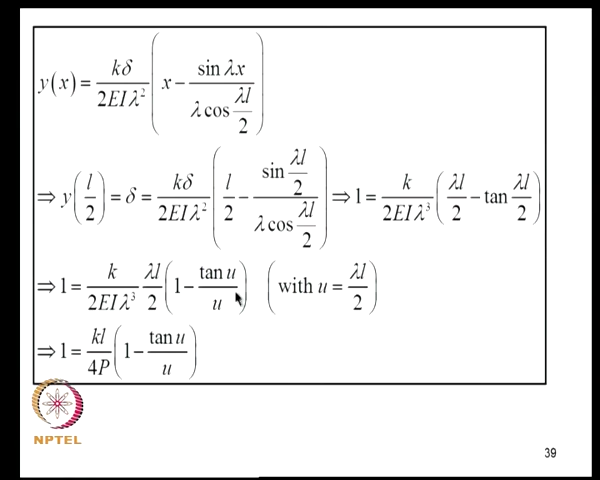 y(x) = kδ/2EIλ² ( x − sin λx / λ cos λl/2 )
⇒ y(l/2) = δ = kδ/2EIλ² ( l/2 − sin λl/2 / λ cos λl/2 ) ⇒ 1 = k/2EIλ³ ( λl/2 − tan λl/2 )
⇒ 1 = k/2EIλ³ λl/2 ( 1 − tan u/u ) ( with u = λl/2 )
⇒ 1 = kl/4P ( 1 − tan u/u )
NPTEL
39